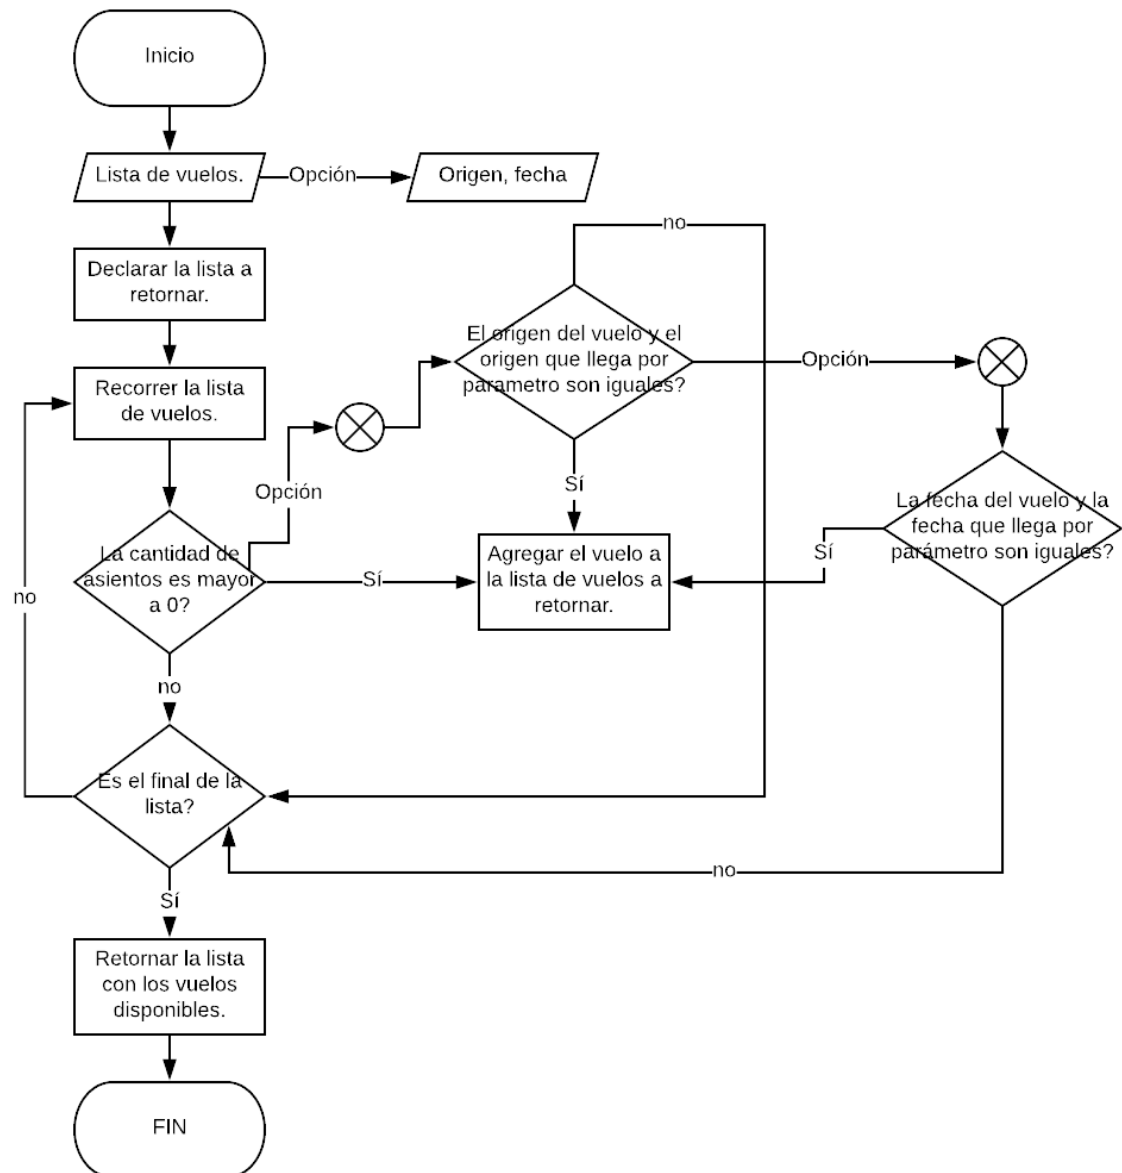 Inicio
Lista de vuelos.
Opción
Origen, fecha
no
Declarar la lista a
retornar.
El origen del vuelo y el
origen que llega por
parametro son iguales?
Opción
Recorrer la lista
de vuelos.
Opción
Sí
La fecha del vuelo y la
fecha que llega por
parámetro son iguales?
La cantidad de
asientos es mayor
a 0?
Sí
Agregar el vuelo a
la lista de vuelos a
retornar.
Sí
no
no
Es el final de la
lista?
no
Sí
Retornar la lista
con los vuelos
disponibles.
FIN